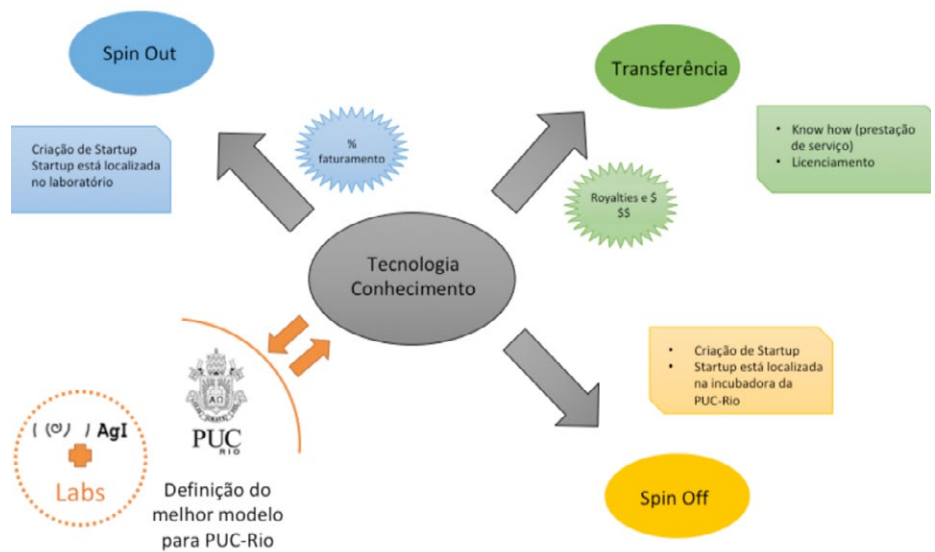 Spin Out
Transferência
Criação de Startup
Startup está localizada
no laboratório
%
faturamento
• Know how (prestação
de serviço)
• Licenciamento
Royalties e $
$$
Tecnologia
Conhecimento
• Criação de Startup
• Startup está localizada
na incubadora da
PUC-Rio
AgI
Labs
PUC
RIO
Definição do
melhor modelo
para PUC-Rio
Spin Off